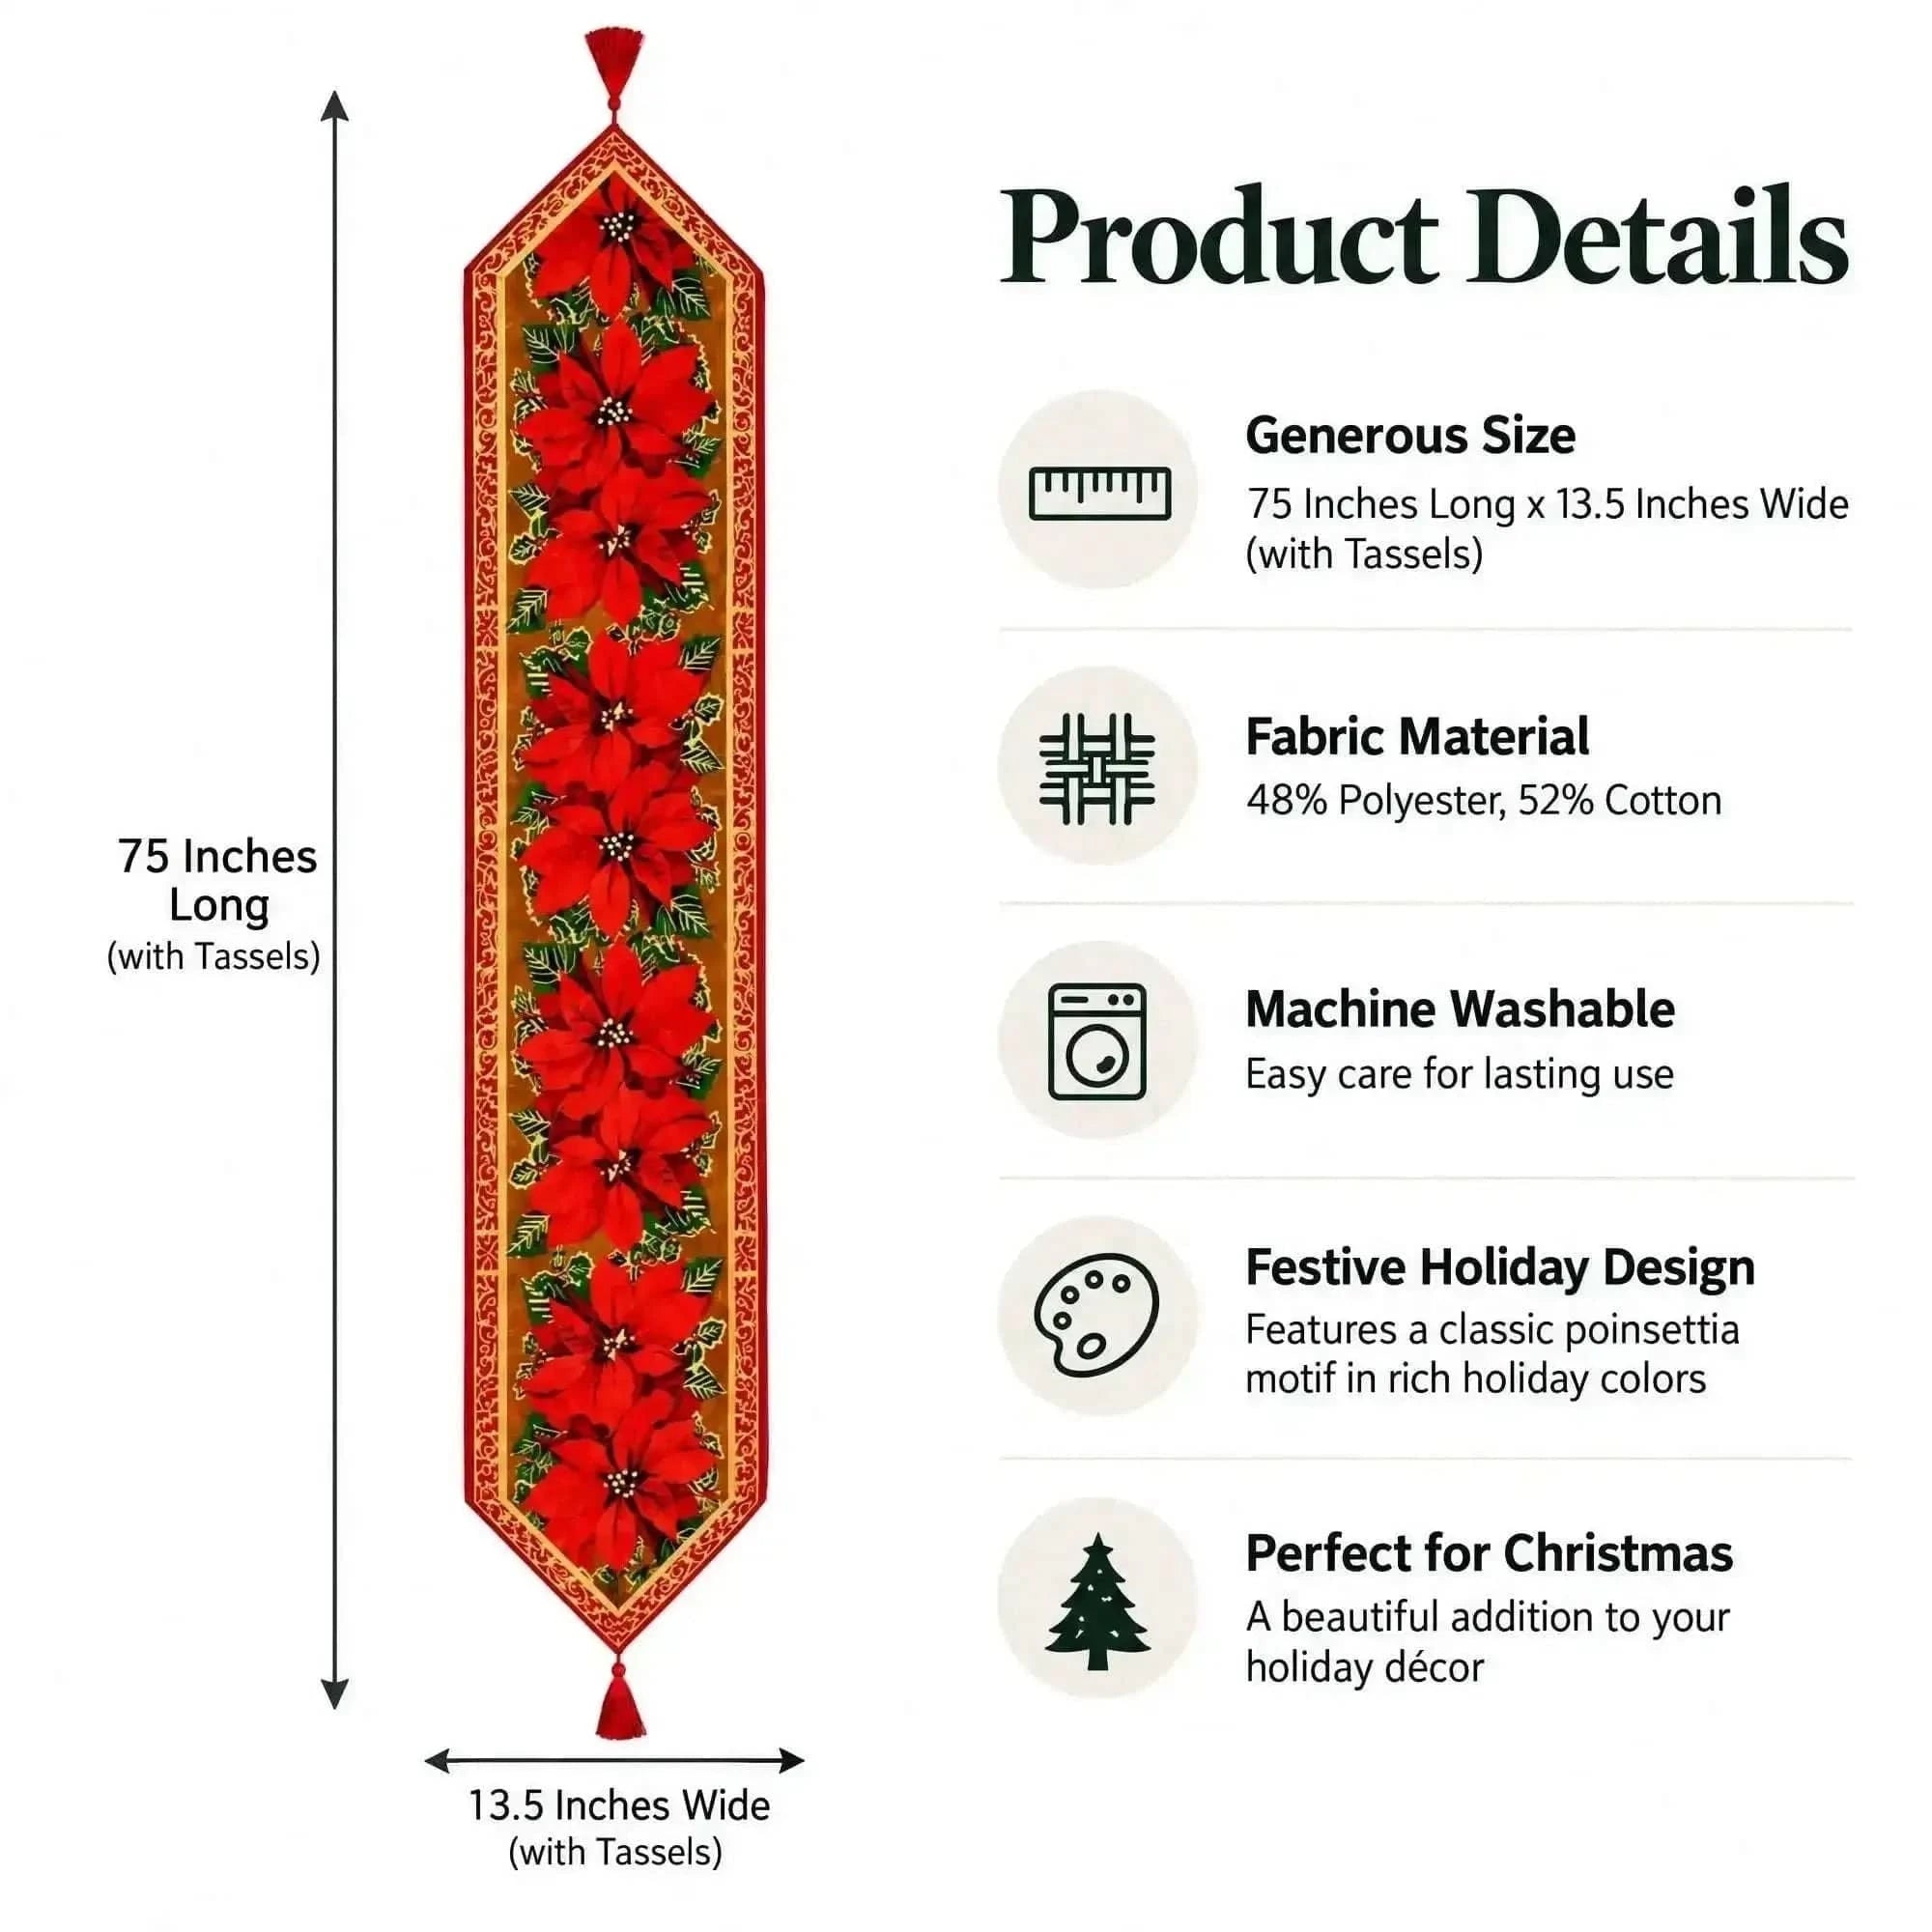 Product Details
Generous Size
75 Inches Long x 13.5 Inches Wide
(with Tassels)
Fabric Material
48% Polyester, 52% Cotton
Machine Washable
Easy care for lasting use
Festive Holiday Design
Features a classic poinsettia
motif in rich holiday colors
Perfect for Christmas
A beautiful addition to your
holiday décor
75 Inches
Long
(with Tassels)
13.5 Inches Wide
(with Tassels)